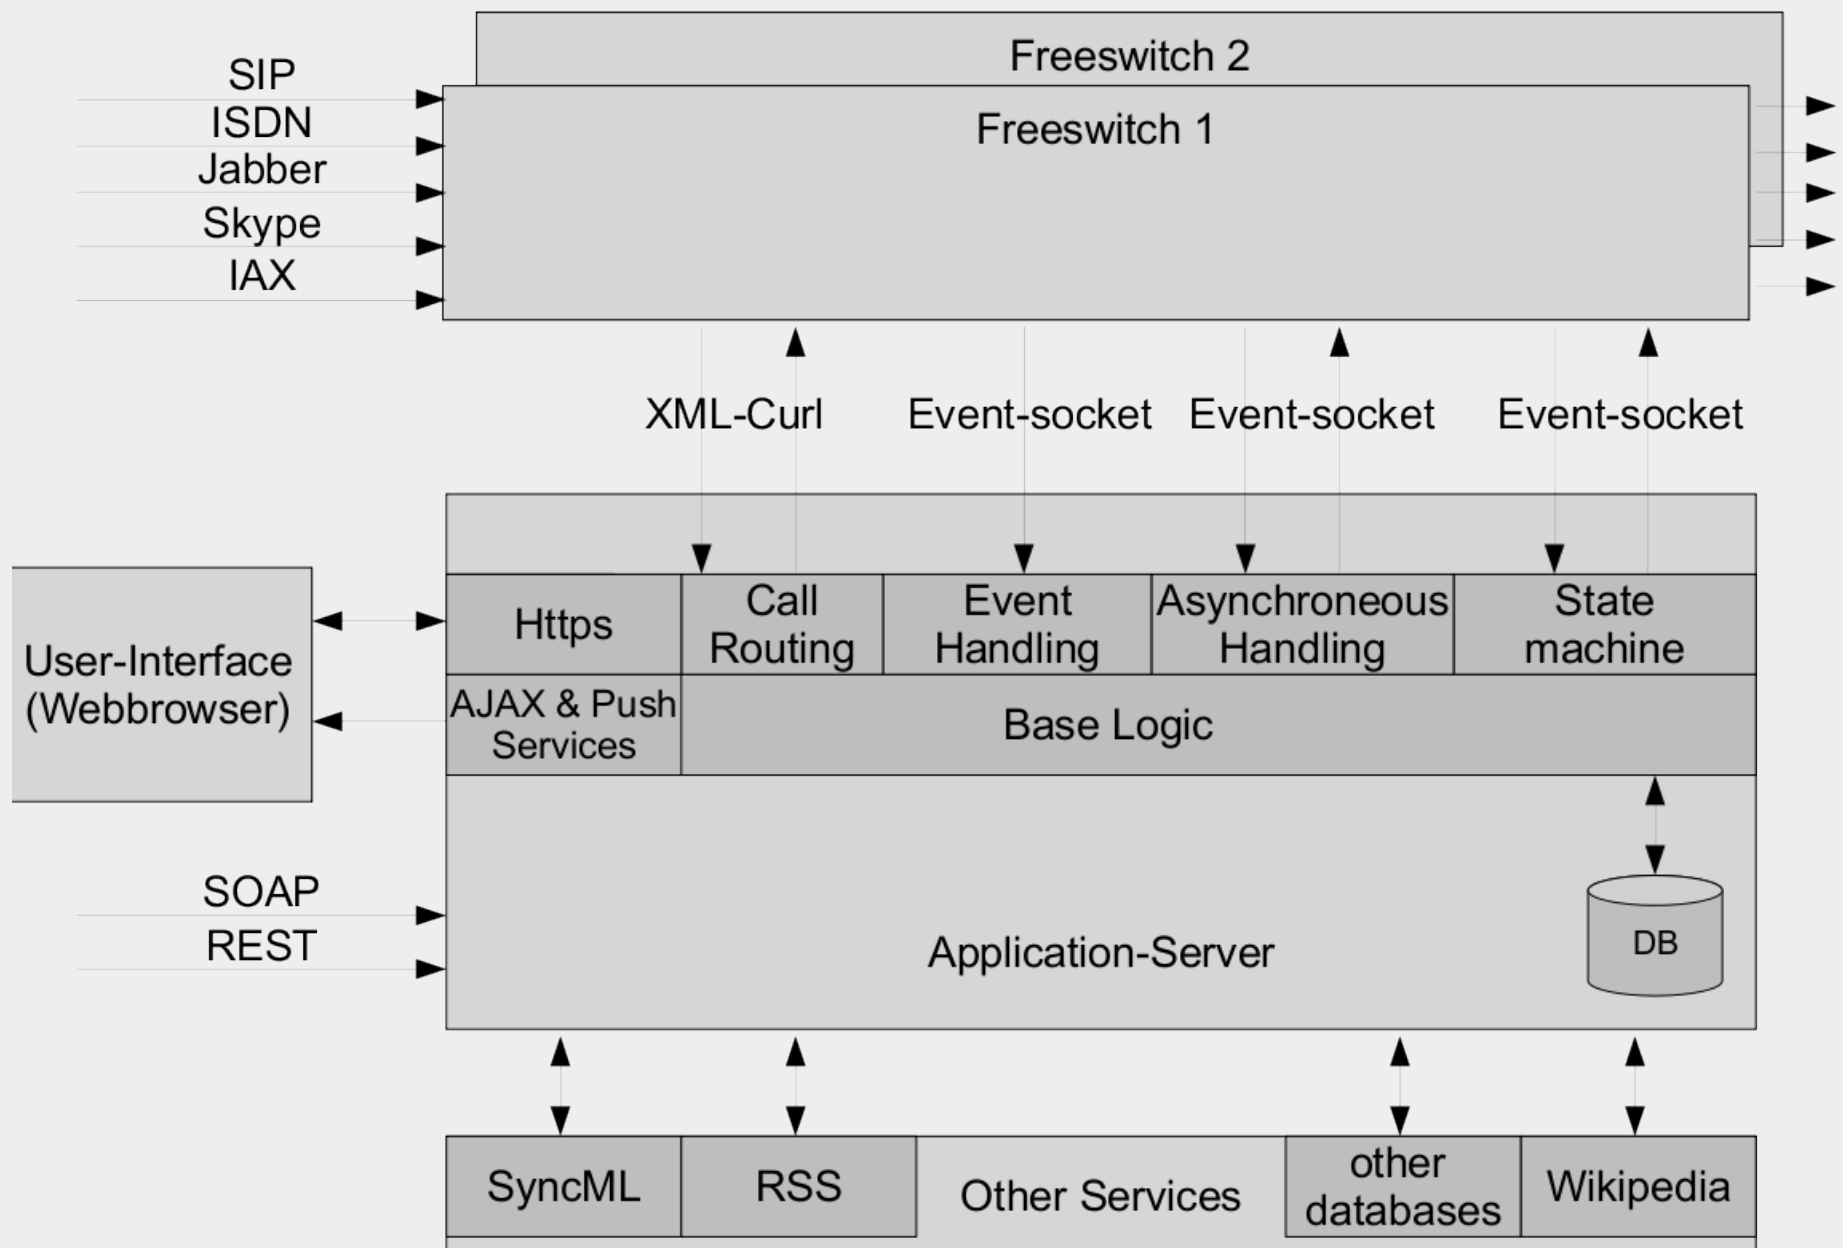 Freeswitch 2
Freeswitch 1
SIP
ISDN
Jabber
Skype
IAX
XML-Curl
Event-socket
Event-socket
Event-socket
Https
Call
Routing
Event
Handling
Asynchroneous
Handling
State
machine
User-Interface
(Webbrowser)
AJAX & Push
Services
Base Logic
SOAP
REST
Application-Server
DB
SyncML
RSS
Other Services
other
databases
Wikipedia